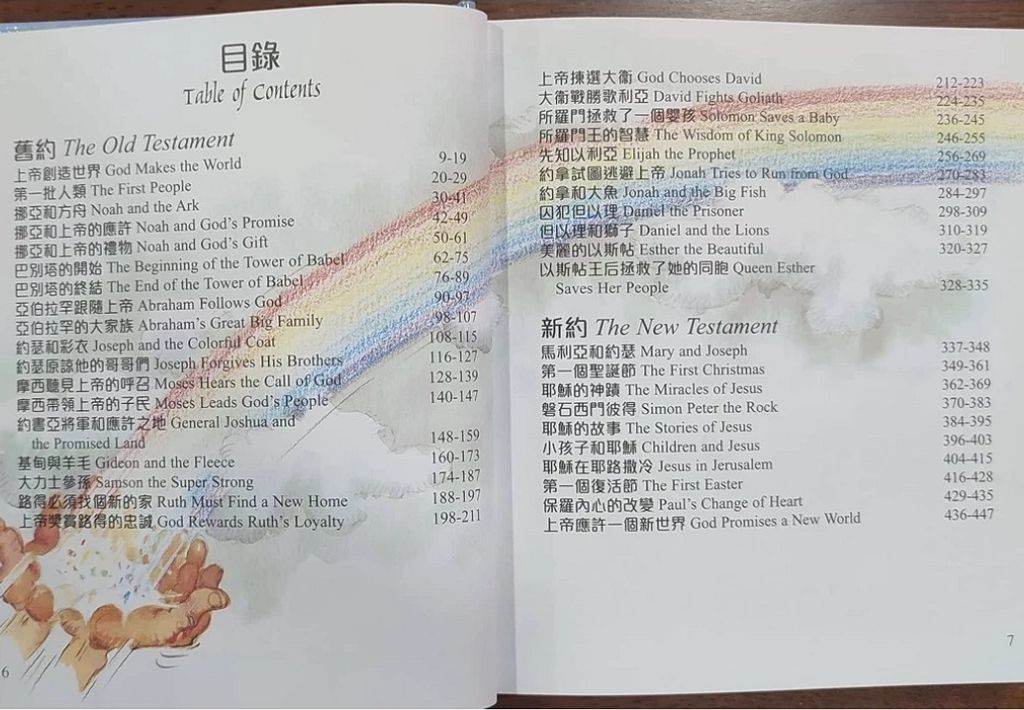 目錄
Table of Contents
舊約 The Old Testament
上帝創造世界 God Makes the World 9-19
第一批人類 The First People 20-29
挪亞和方舟 Noah and the Ark 30-41
挪亞和上帝的應許 Noah and God's Promise 42-49
挪亞和上帝的禮物 Noah and God's Gift 50-61
巴別塔的開始 The Beginning of the Tower of Babel 62-75
巴別塔的終結 The End of the Tower of Babel 76-89
亞伯拉罕跟隨上帝 Abraham Follows God 90-97
亞伯拉罕的大家族 Abraham's Great Big Family 98-107
約瑟和彩衣 Joseph and the Colorful Coat 108-115
約瑟原諒他的哥哥們 Joseph Forgives His Brothers 116-127
摩西聽見上帝的呼召 Moses Hears the Call of God 128-139
摩西帶領上帝的子民 Moses Leads God's People 140-147
約書亞將軍和應許之地 General Joshua and
the Promised Land 148-159
基甸與羊毛 Gideon and the Fleece 160-173
大力士參孫 Samson the Super Strong 174-187
路得必須找個新的家 Ruth Must Find a New Home 188-197
上帝獎賞路得的忠誠 God Rewards Ruth's Loyalty 198-211
6
上帝揀選大衛 God Chooses David 212-223
大衛戰勝歌利亞 David Fights Goliath 224-235
所羅門拯救了一個嬰孩 Solomon Saves a Baby 236-245
所羅門王的智慧 The Wisdom of King Solomon 246-255
先知以利亞 Elijah the Prophet 256-269
約拿試圖逃避上帝 Jonah Tries to Run from God 270-283
約拿和大魚 Jonah and the Big Fish 284-297
囚犯但以理 Daniel the Prisoner 298-309
但以理和獅子 Daniel and the Lions 310-319
美麗的以斯帖 Esther the Beautiful 320-327
以斯帖王后拯救了她的同胞 Queen Esther
Saves Her People 328-335
新約 The New Testament
馬利亞和約瑟 Mary and Joseph 337-348
第一個聖誕節 The First Christmas 349-361
耶穌的神蹟 The Miracles of Jesus 362-369
磐石西門彼得 Simon Peter the Rock 370-383
耶穌的故事 The Stories of Jesus 384-395
小孩子和耶穌 Children and Jesus 396-403
耶穌在耶路撒冷 Jesus in Jerusalem 404-415
第一個復活節 The First Easter 416-428
保羅內心的改變 Paul's Change of Heart 429-435
上帝應許一個新世界 God Promises a New World 436-447
7